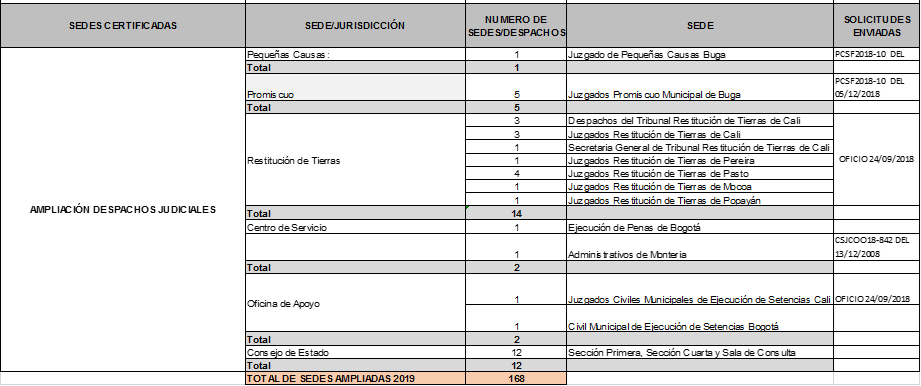 SEDES CERTIFICADAS SEDE/JURISDICCIÓN NUMERO DE SEDES/DESPACHOS SEDE SOLICITUDES ENVIADAS
Pequeñas Causas : 1 Juzgado de Pequeñas Causas Buga PCSF2018-10 DEL
Total 1
Promiscuo 5 Juzgados Promiscuo Municipal de Buga PCSF2018-10 DEL 05/12/2018
Total 5
AMPLIACIÓN DESPACHOS JUDICIALES
Restitución de Tierras
3 Despachos del Tribunal Restitución de Tierras de Cali
3 Juzgados Restitución de Tierras de Cali
1 Secretaria General de Tribunal Restitución de Tierras de Cali
1 Juzgados Restitución de Tierras de Pereira
4 Juzgados Restitución de Tierras de Pasto
1 Juzgados Restitución de Tierras de Mocoa
1 Juzgados Restitución de Tierras de Popayán
OFICIO 24/09/2018
Total 14
Centro de Servicio 1 Ejecución de Penas de Bogotá
1 Administrativos de Monteria CSJCOO18-842 DEL 13/12/2008
Total 2
Oficina de Apoyo 1 Juzgados Civiles Municipales de Ejecución de Setencias Cali OFICIO 24/09/2018
1 Civil Municipal de Ejecución de Setencias Bogotá
Total 2
Consejo de Estado 12 Sección Primera, Sección Cuarta y Sala de Consulta
Total 12
TOTAL DE SEDES AMPLIADAS 2019 168